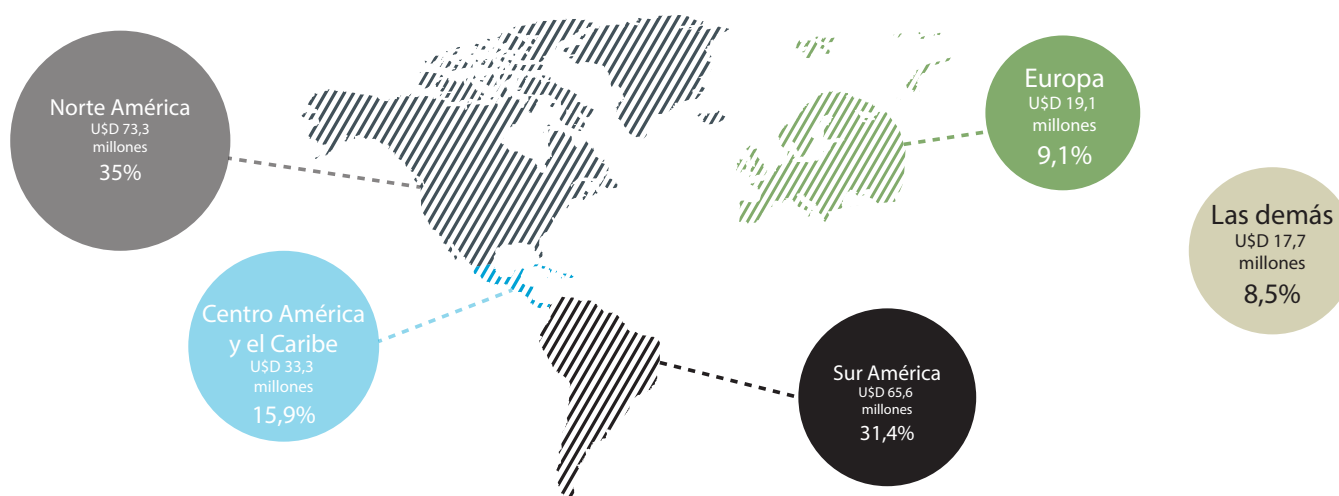 Norte América
U$D 73,3
millones
35%
Europa
U$D 19,1
millones
9,1%
Las demás
U$D 17,7
millones
8,5%
Centro América
y el Caribe
U$D 33,3
millones
15,9%
Sur América
U$D 65,6
millones
31,4%